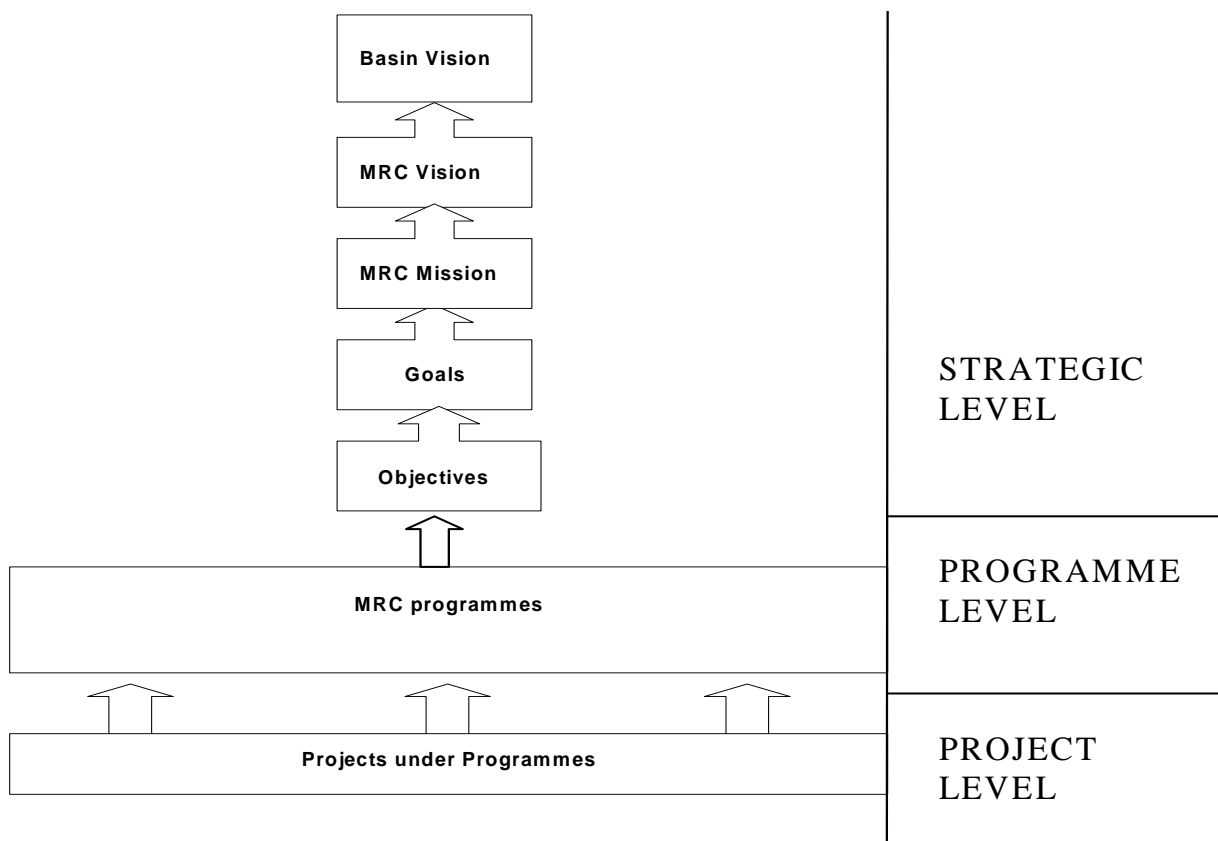 Basin Vision
MRC Vision
MRC Mission
Goals
Objectives
STRATEGIC
LEVEL
MRC programmes
PROGRAMME
LEVEL
Projects under Programmes
PROJECT
LEVEL